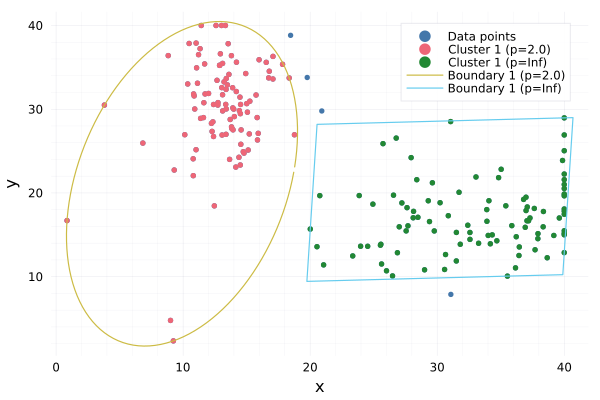 40
30
20
10
y
0
10
20
30
40
x
Data points
Cluster 1 (p=2.0)
Cluster 1 (p=Inf)
Boundary 1 (p=2.0)
Boundary 1 (p=Inf)